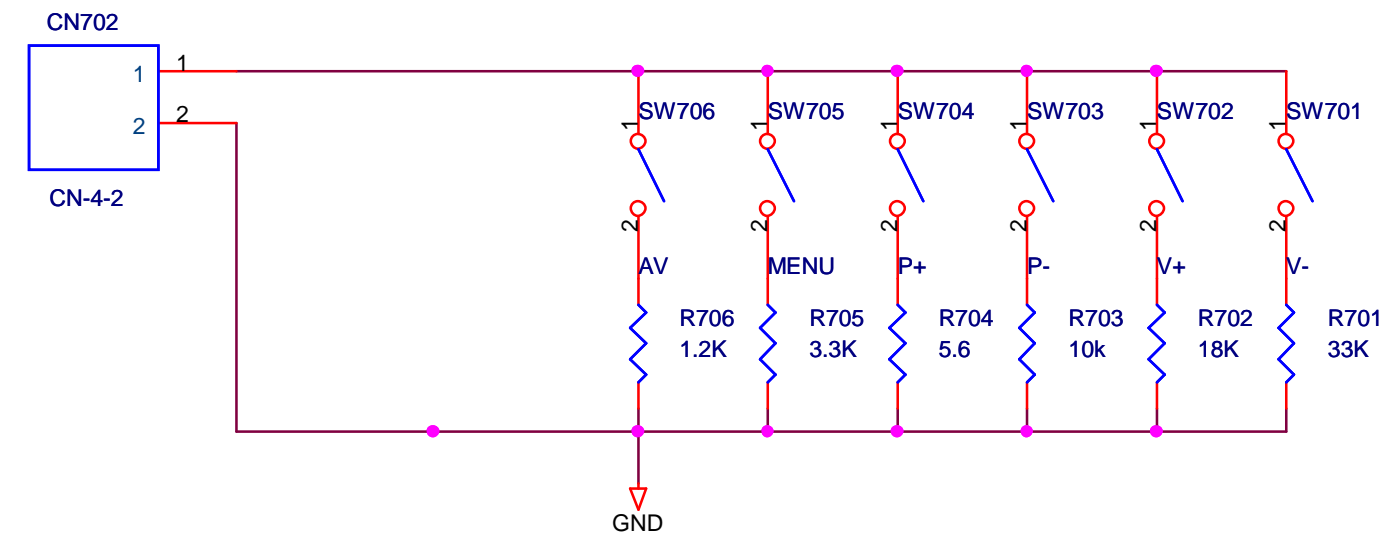 CN702
1 1
2 2
CN-4-2
SW706 SW705 SW704 SW703 SW702 SW701
1 1 1 1 1 1
2 2 2 2 2 2
AV MENU P+ P- V+ V-
R706 R705 R704 R703 R702 R701
1.2K 3.3K 5.6 10k 18K 33K
GND